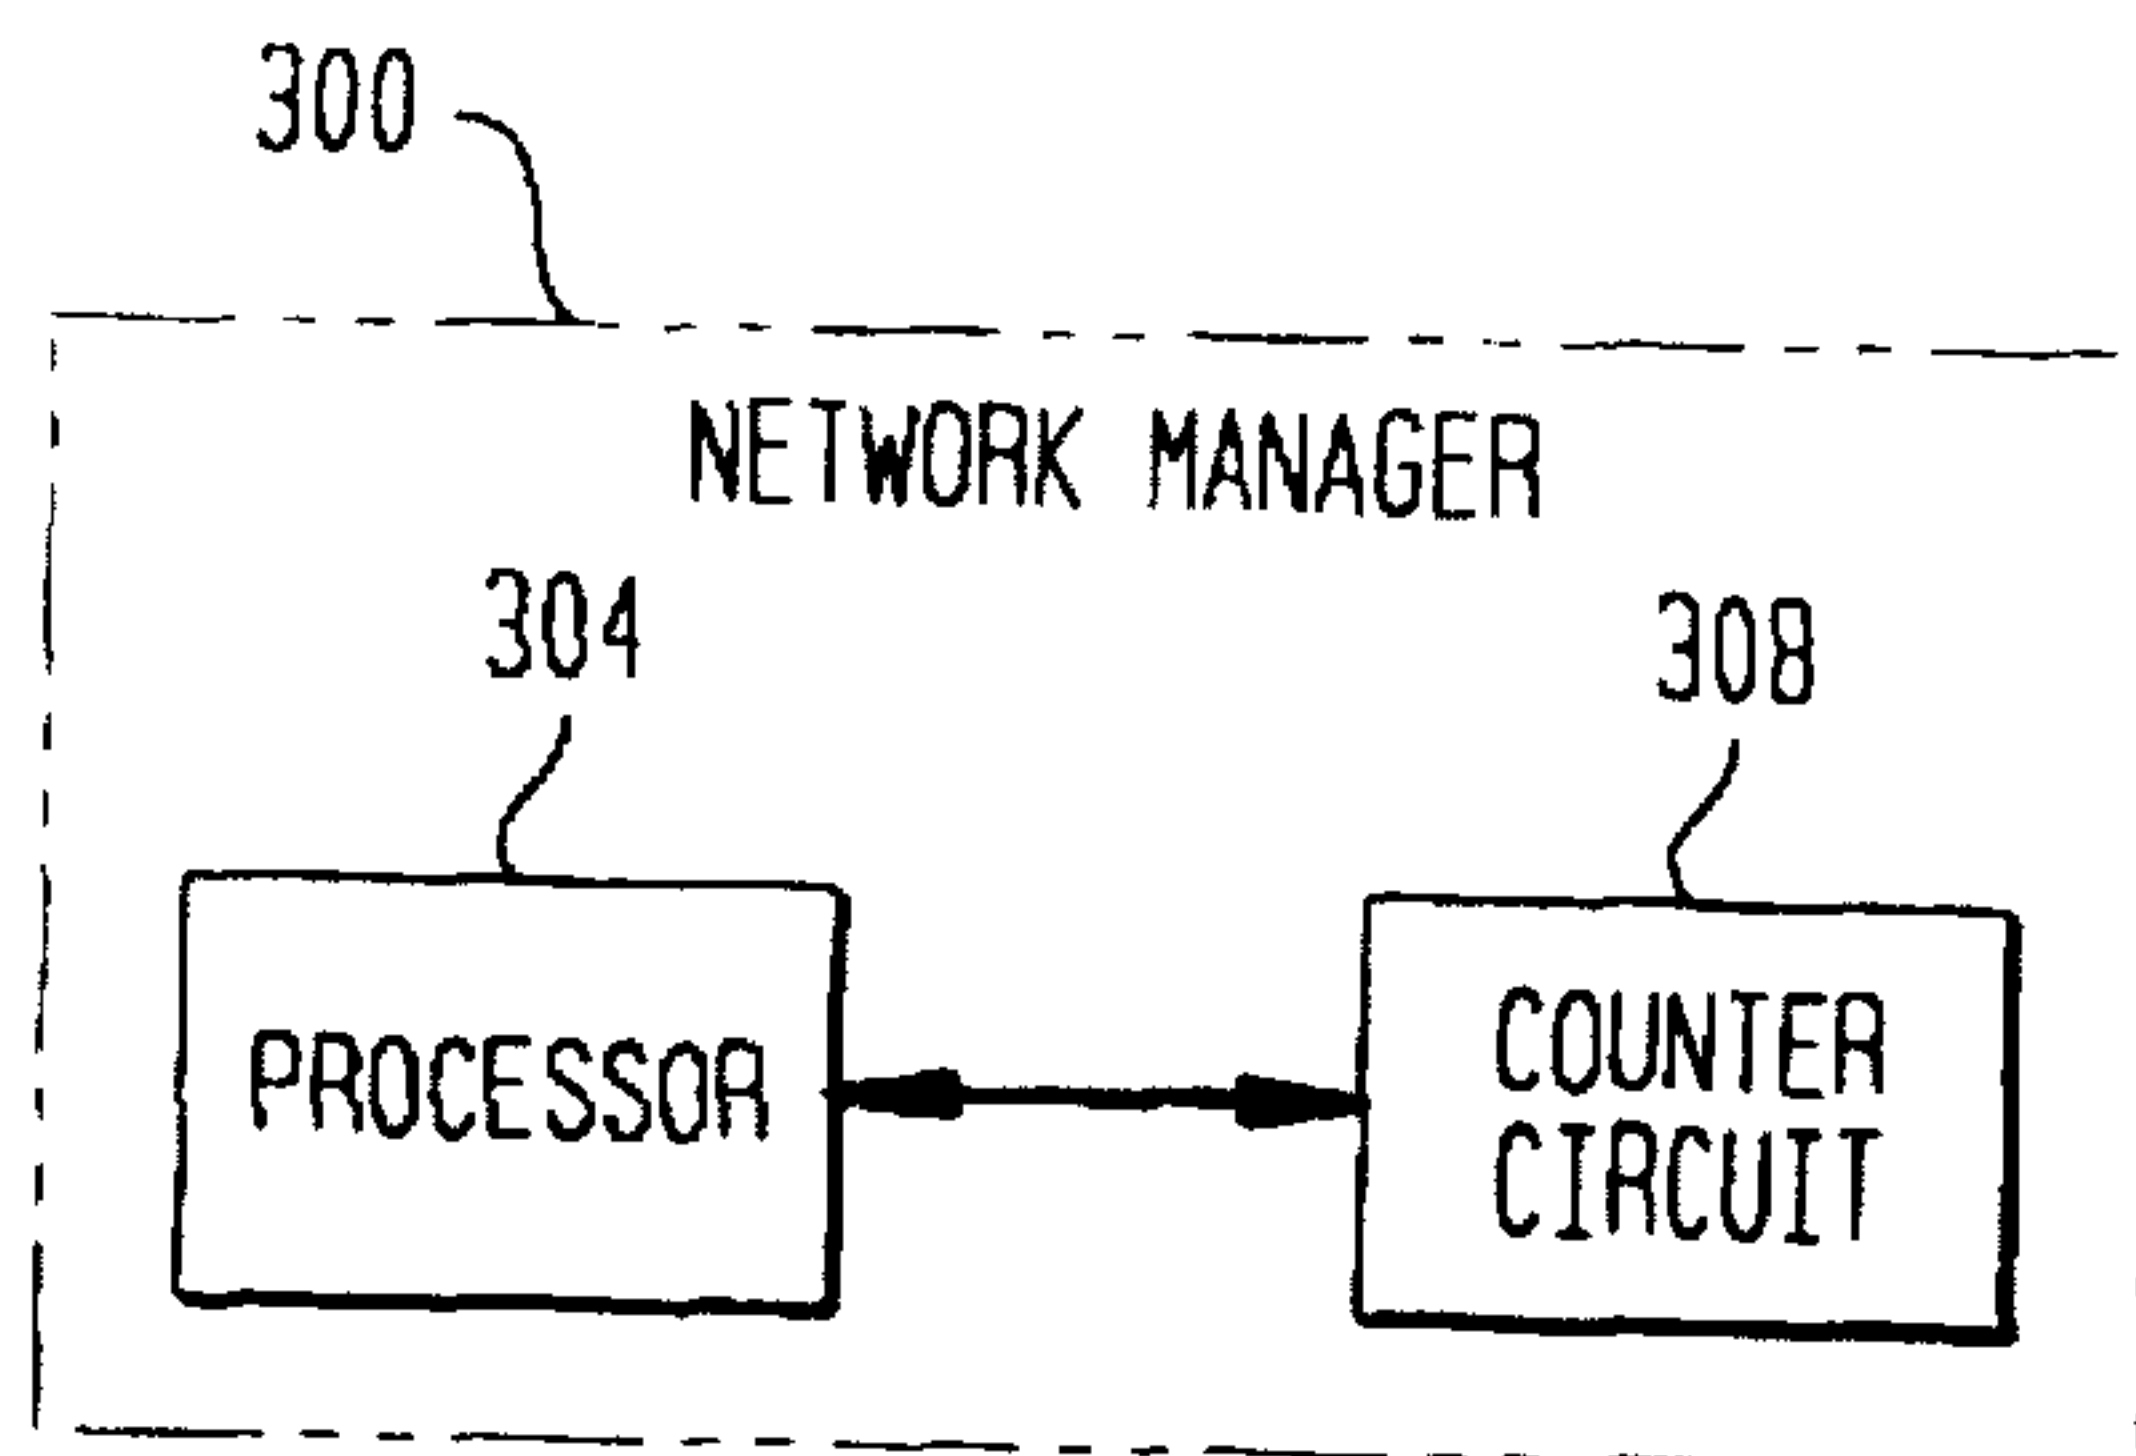 300
NETWORK MANAGER
304
308
PROCESSOR
COUNTER
CIRCUIT